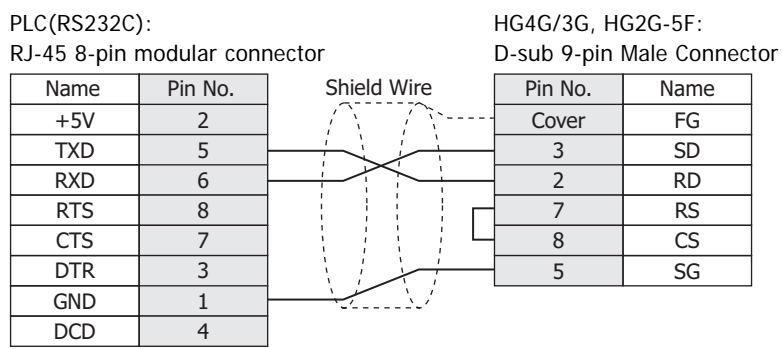 PLC(RS232C):
RJ-45 8-pin modular connector
HG4G/3G, HG2G-5F:
D-sub 9-pin Male Connector
Name Pin No. Shield Wire Pin No. Name
+5V 2 Cover FG
TXD 5 3 SD
RXD 6 2 RD
RTS 8 7 RS
CTS 7 8 CS
DTR 3 5 SG
GND 1
DCD 4